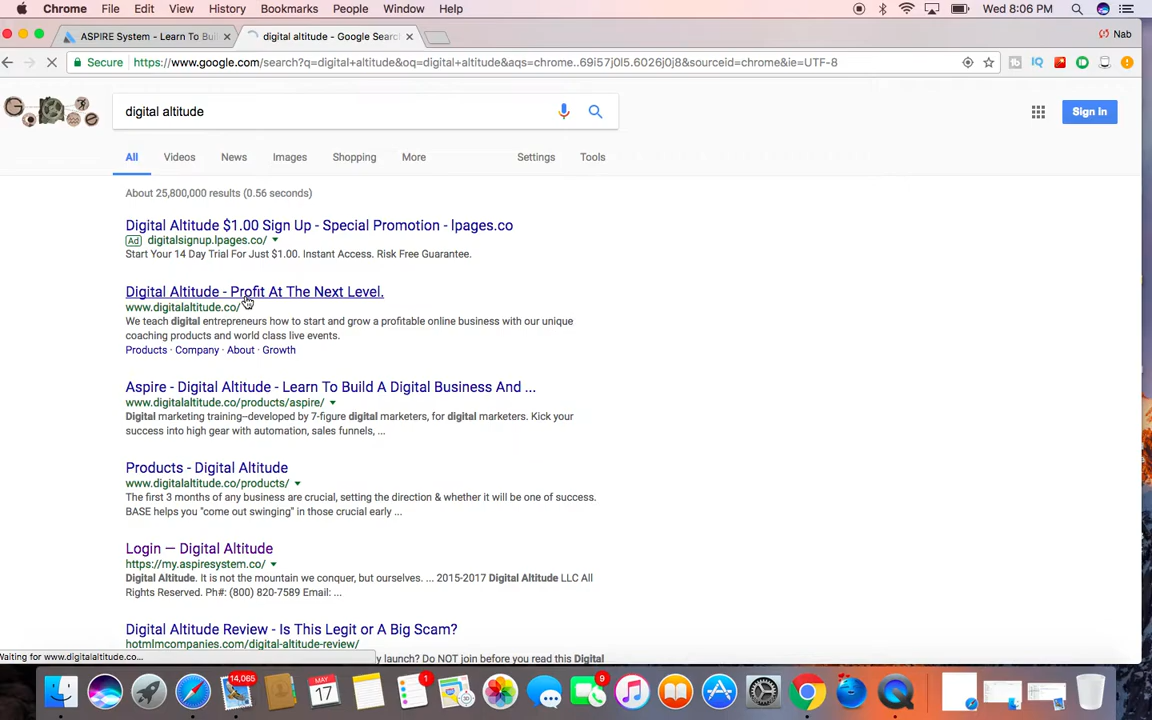 Chrome File Edit View History Bookmarks People Window Help Wed 8:06 PM
ASPIRE System - Learn To Buil digital altitude - Google Searc Nab
Secure https://www.google.com/search?q=digital+altitude&oq=digital+altitude&aqs=chrome..69i57j0l5.6026j0j8&sourceid=chrome&ie=UTF-8
digital altitude
Sign in
All Videos News Images Shopping More Settings Tools
About 25,800,000 results (0.56 seconds)
Digital Altitude $1.00 Sign Up - Special Promotion - lpages.co
Ad digitalsignup.lpages.co/
Start Your 14 Day Trial For Just $1.00. Instant Access. Risk Free Guarantee.
Digital Altitude - Profit At The Next Level.
www.digitalaltitude.co/
We teach digital entrepreneurs how to start and grow a profitable online business with our unique
coaching products and world class live events.
Products · Company · About · Growth
Aspire - Digital Altitude - Learn To Build A Digital Business And ...
www.digitalaltitude.co/products/aspire/
Digital marketing training–developed by 7-figure digital marketers, for digital marketers. Kick your
success into high gear with automation, sales funnels, ...
Products - Digital Altitude
www.digitalaltitude.co/products/
The first 3 months of any business are crucial, setting the direction & whether it will be one of success.
BASE helps you "come out swinging" in those crucial early ...
Login — Digital Altitude
https://my.aspiresystem.co/
Digital Altitude. It is not the mountain we conquer, but ourselves. ... 2015-2017 Digital Altitude LLC All
Rights Reserved. Ph#: (800) 820-7589 Email: ...
Digital Altitude Review - Is This Legit or A Big Scam?
hotmlmcompanies.com/digital-altitude-review/
Waiting for www.digitalaltitude.co... y launch? Do NOT join before you read this Digital
14,065 MAY 17 1 9